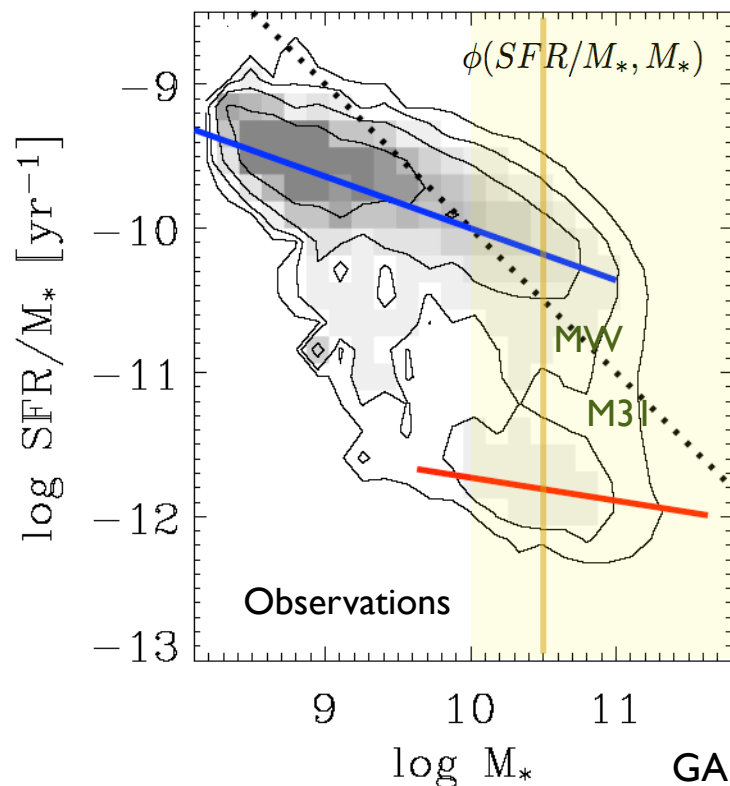 ϕ(SFR/M∗, M∗)
−9
−10
−11
−12
−13
log SFR/M∗ [yr⁻¹]
MW
M31
Observations
9
10
11
log M∗
GA